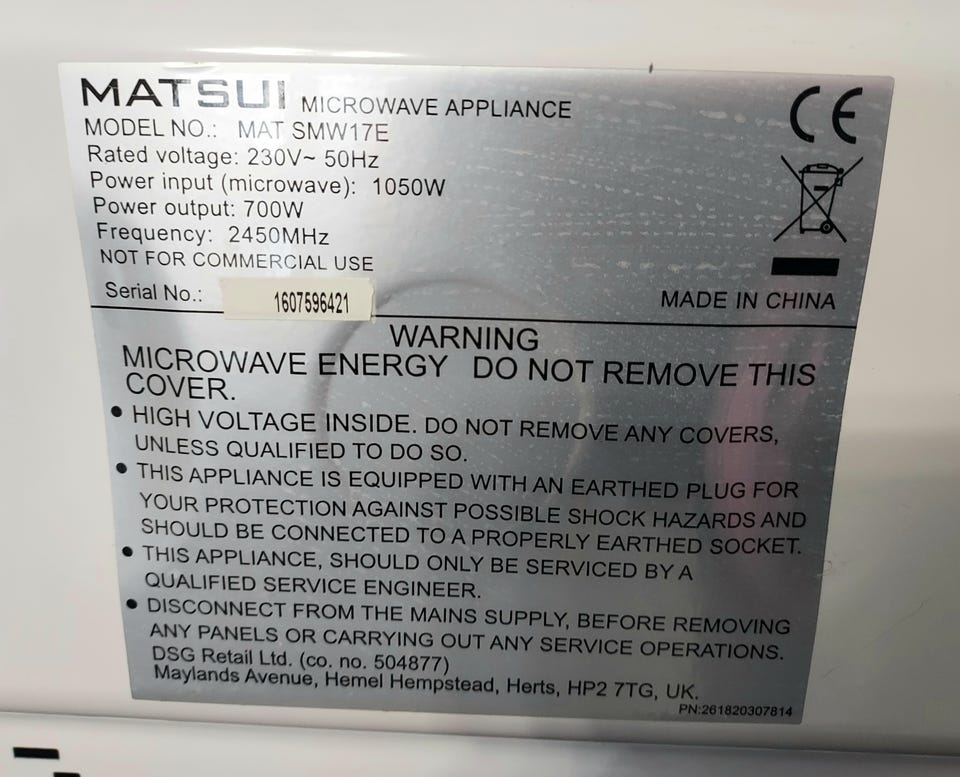 MATSUI MICROWAVE APPLIANCE
MODEL NO.: MAT SMW17E
Rated voltage: 230V~ 50Hz
Power input (microwave): 1050W
Power output: 700W
Frequency: 2450MHz
NOT FOR COMMERCIAL USE
Serial No.: 1607596421
CE
MADE IN CHINA
WARNING
MICROWAVE ENERGY DO NOT REMOVE THIS
COVER.
• HIGH VOLTAGE INSIDE. DO NOT REMOVE ANY COVERS,
UNLESS QUALIFIED TO DO SO.
• THIS APPLIANCE IS EQUIPPED WITH AN EARTHED PLUG FOR
YOUR PROTECTION AGAINST POSSIBLE SHOCK HAZARDS AND
SHOULD BE CONNECTED TO A PROPERLY EARTHED SOCKET.
• THIS APPLIANCE, SHOULD ONLY BE SERVICED BY A
QUALIFIED SERVICE ENGINEER.
• DISCONNECT FROM THE MAINS SUPPLY, BEFORE REMOVING
ANY PANELS OR CARRYING OUT ANY SERVICE OPERATIONS.
DSG Retail Ltd. (co. no. 504877)
Maylands Avenue, Hemel Hempstead, Herts, HP2 7TG, UK.
PN:261820307814